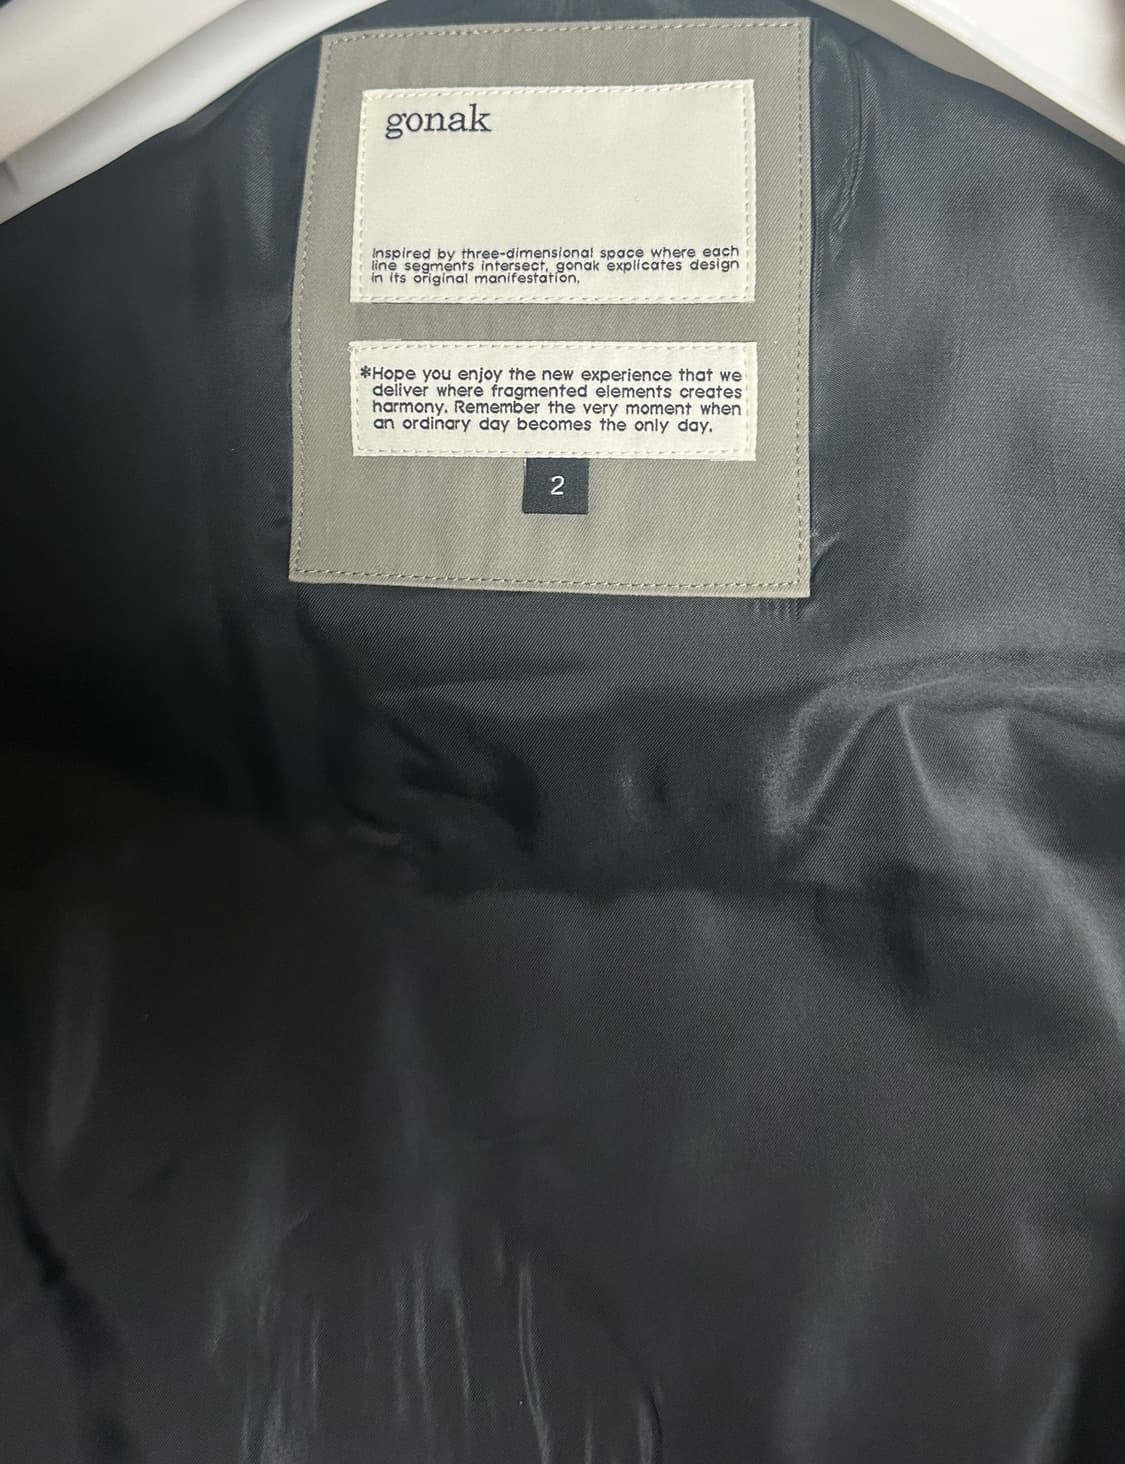 gonak
Inspired by three-dimensional space where each
line segments intersect, gonak explicates design
in its original manifestation.
*Hope you enjoy the new experience that we
deliver where fragmented elements creates
harmony. Remember the very moment when
an ordinary day becomes the only day.
2